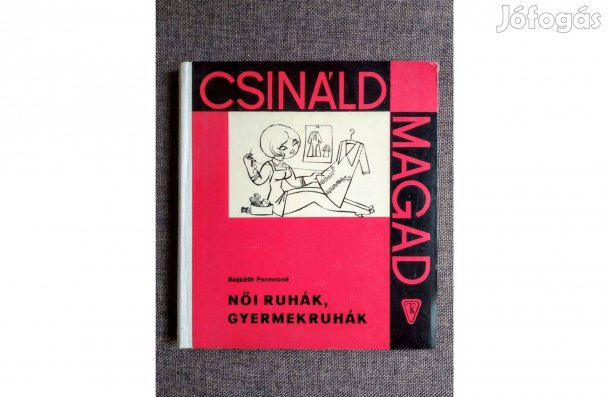 Jófogás
CSINÁLD
MAGAD
Bajzáth Ferencné
NŐI RUHÁK,
GYERMEKRUHÁK